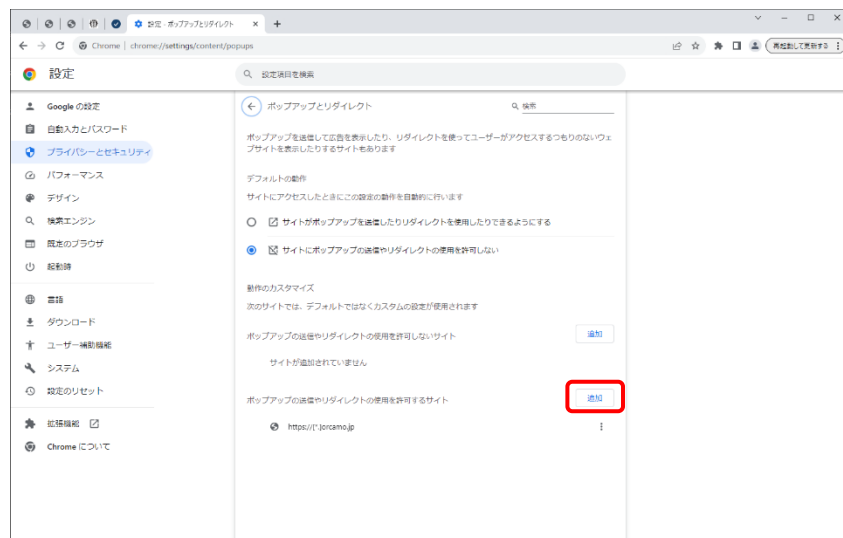 設定 - ポップアップとリダイレクト
Chrome | chrome://settings/content/popups
再起動して更新する
設定
設定項目を検索
Google の設定
自動入力とパスワード
プライバシーとセキュリティ
パフォーマンス
デザイン
検索エンジン
既定のブラウザ
起動時
言語
ダウンロード
ユーザー補助機能
システム
設定のリセット
拡張機能
Chrome について
ポップアップとリダイレクト
検索
ポップアップを送信して広告を表示したり、リダイレクトを使ってユーザーがアクセスするつもりのないウェ
ブサイトを表示したりするサイトもあります
デフォルトの動作
サイトにアクセスしたときにこの設定の動作を自動的に行います
サイトがポップアップを送信したりリダイレクトを使用したりできるようにする
サイトにポップアップの送信やリダイレクトの使用を許可しない
動作のカスタマイズ
次のサイトでは、デフォルトではなくカスタムの設定が使用されます
ポップアップの送信やリダイレクトの使用を許可しないサイト
追加
サイトが追加されていません
ポップアップの送信やリダイレクトの使用を許可するサイト
追加
https://[*.]orcamo.jp